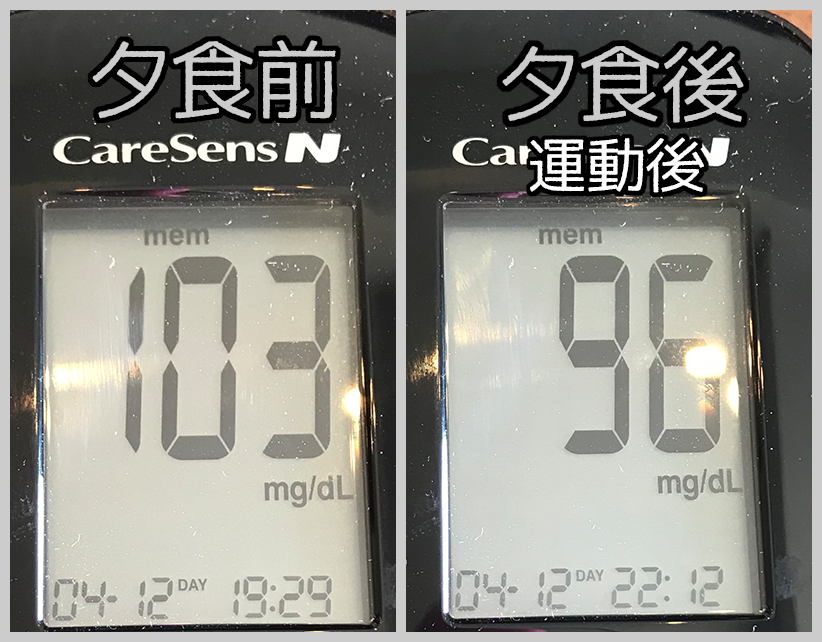 夕食前
CareSens N
mem
103
mg/dL
04-12 DAY 19:29
夕食後
運動後
mem
96
mg/dL
04-12 DAY 22:12